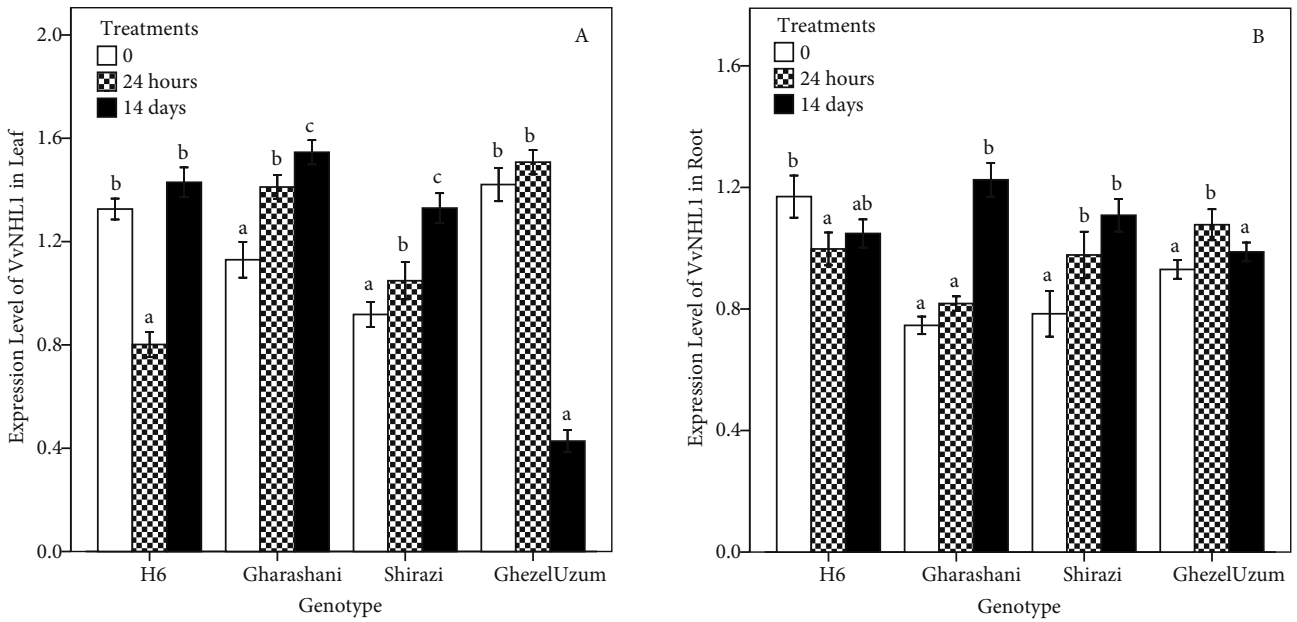 A
Treatments
0
24 hours
14 days
2.0
1.6
1.2
0.8
0.4
0.0
Expression Level of VvNHL1 in Leaf
b
a
b
a
b
c
a
b
c
b
b
a
H6 Gharashani Shirazi GhezelUzum
Genotype
B
Treatments
0
24 hours
14 days
1.6
1.2
0.8
0.4
0.0
Expression Level of VvNHL1 in Root
b
a
ab
a
a
b
a
b
b
a
b
a
H6 Gharashani Shirazi GhezelUzum
Genotype